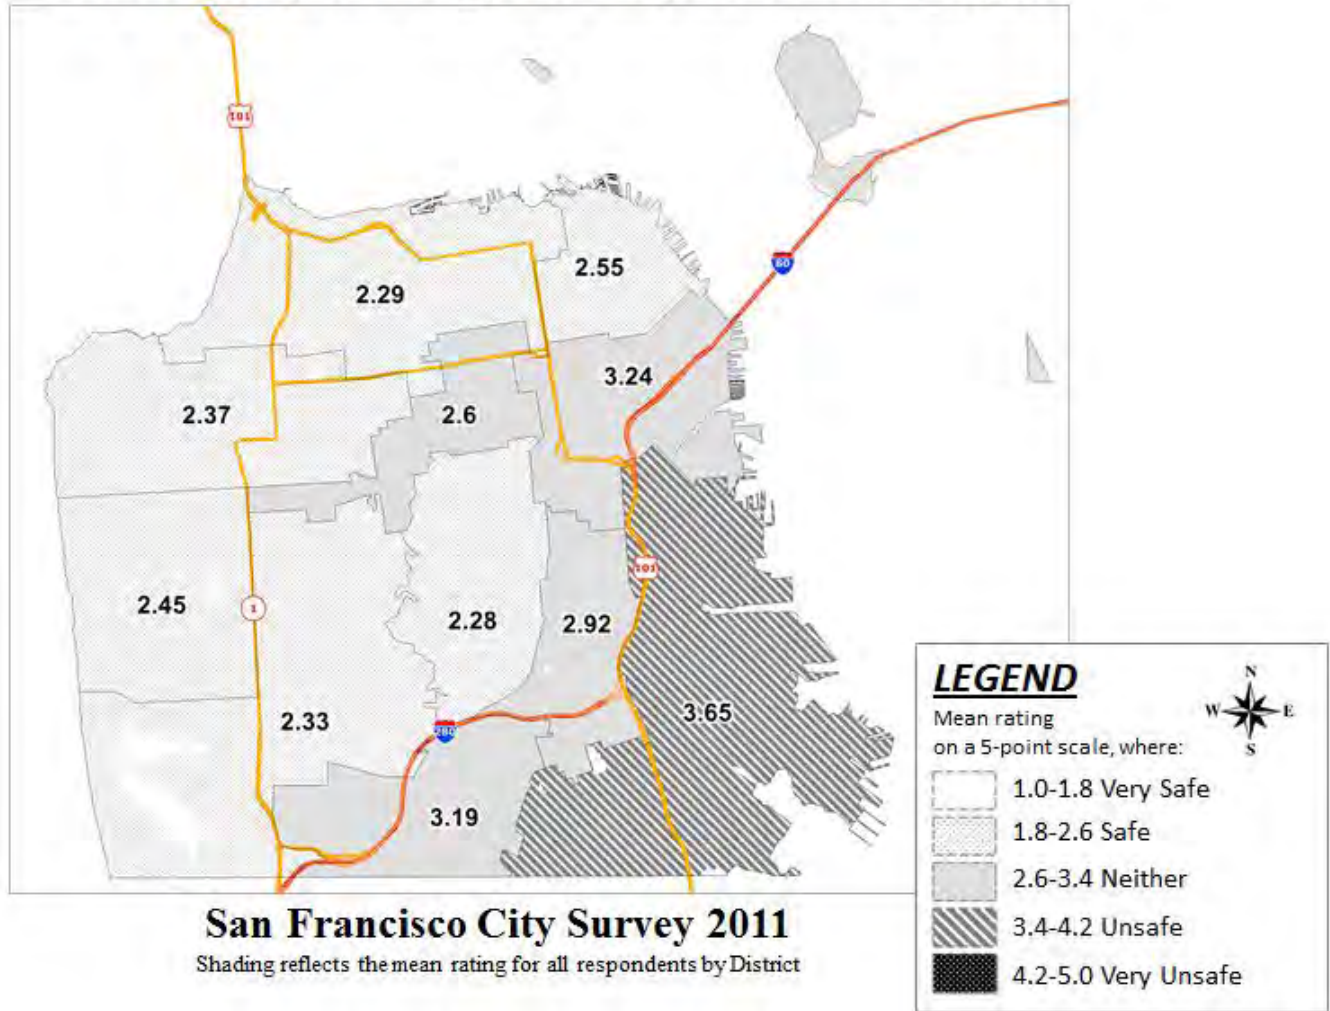 101
80
2.55
2.29
3.24
2.37
2.6
101
2.45
1
2.28
2.92
2.33
3.65
280
3.19
LEGEND
N
W E
S
Mean rating
on a 5-point scale, where:
1.0-1.8 Very Safe
1.8-2.6 Safe
2.6-3.4 Neither
3.4-4.2 Unsafe
4.2-5.0 Very Unsafe
San Francisco City Survey 2011
Shading reflects the mean rating for all respondents by District